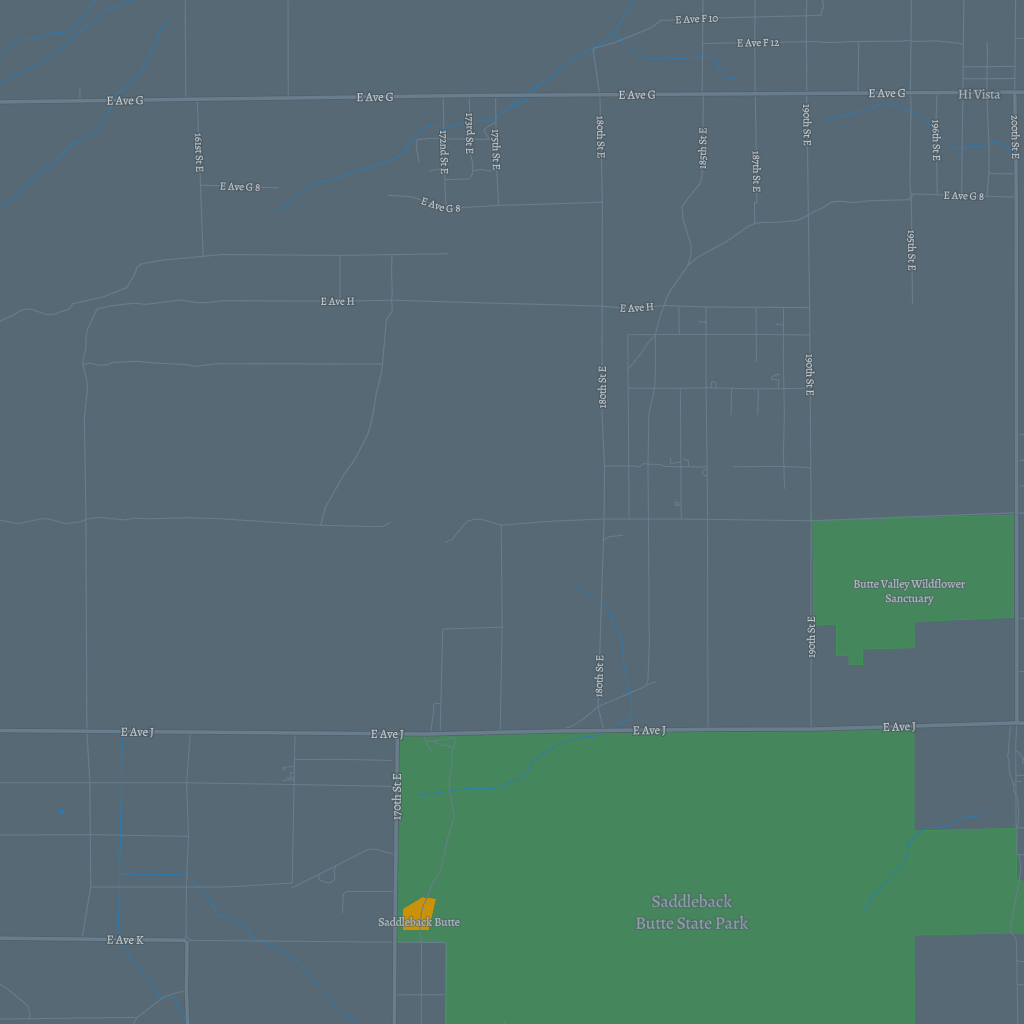 E Ave F 10
E Ave F 12
E Ave G
E Ave G
E Ave G
E Ave G
Hi Vista
161st St E
172nd St E
173rd St E
175th St E
180th St E
185th St E
187th St E
190th St E
196th St E
200th St E
E Ave G 8
E Ave G 8
E Ave G 8
195th St E
E Ave H
E Ave H
180th St E
190th St E
Butte Valley Wildflower
Sanctuary
190th St E
180th St E
E Ave J
E Ave J
E Ave J
E Ave J
170th St E
Saddleback
Butte State Park
Saddleback Butte
E Ave K